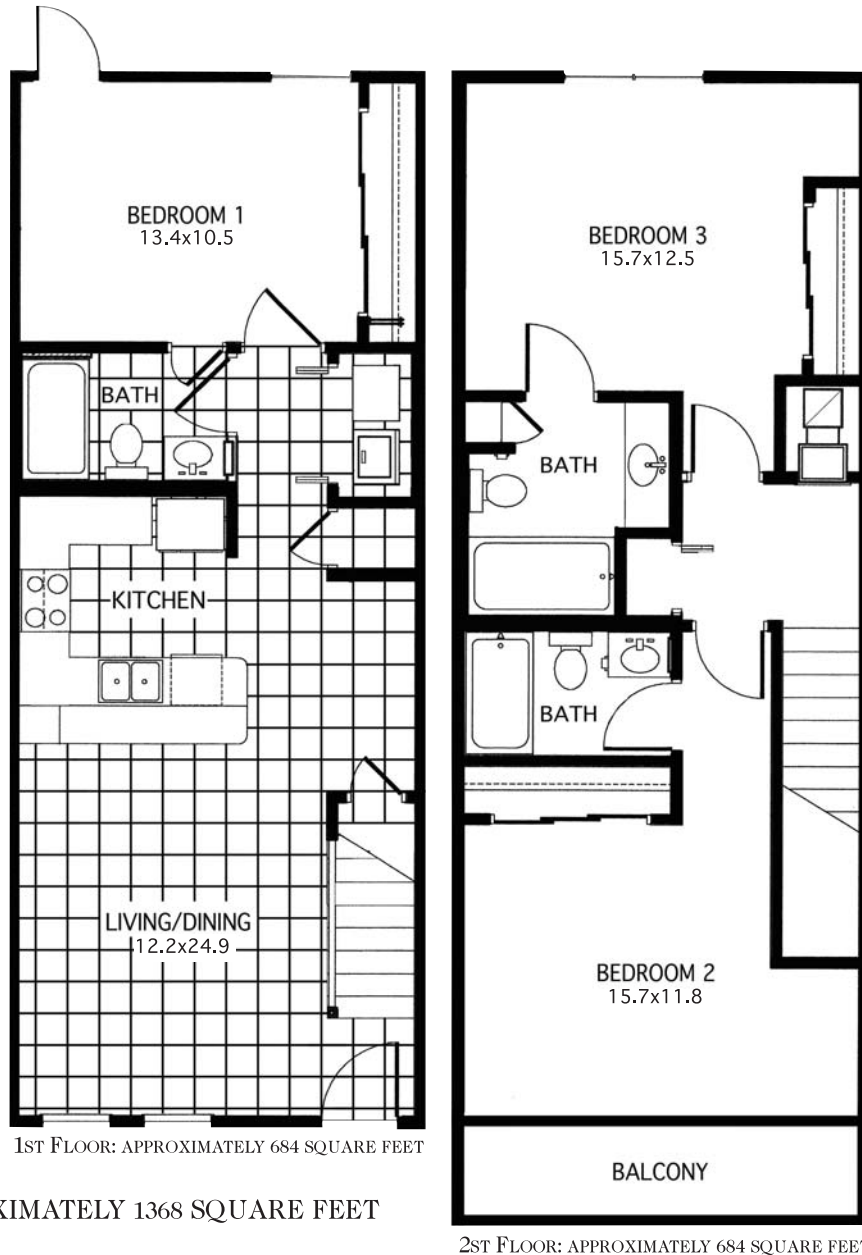 BEDROOM 1
13.4x10.5
BATH
KITCHEN
LIVING/DINING
12.2x24.9
1ST FLOOR: APPROXIMATELY 684 SQUARE FEET
XIMATELY 1368 SQUARE FEET
BEDROOM 3
15.7x12.5
BATH
BATH
BEDROOM 2
15.7x11.8
BALCONY
2ST FLOOR: APPROXIMATELY 684 SQUARE FEET